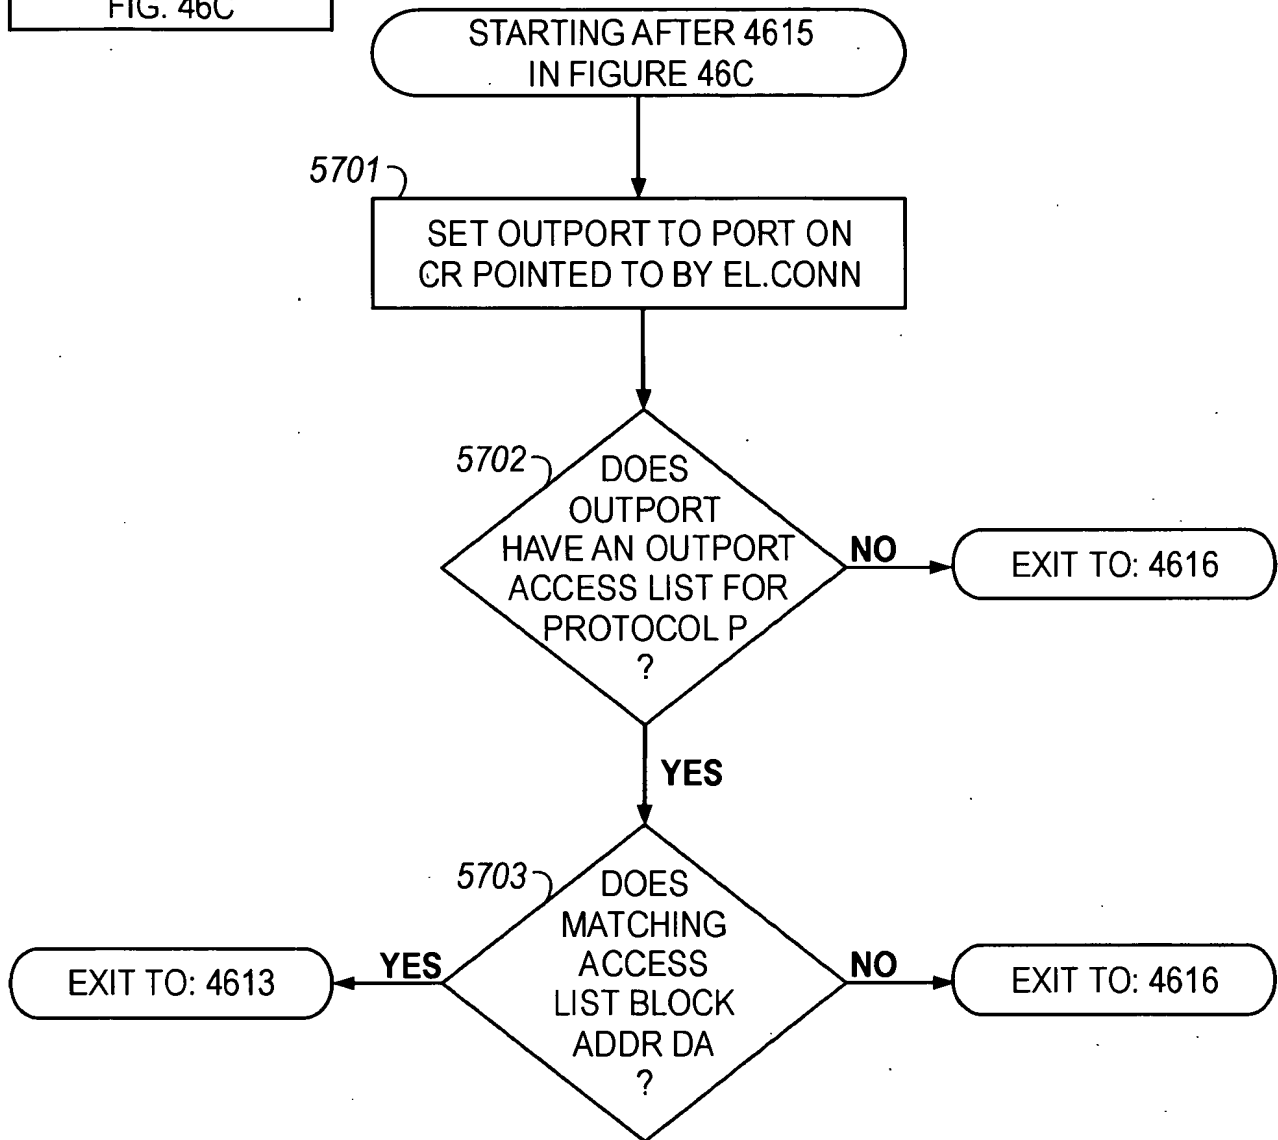 FIG. 46C
STARTING AFTER 4615
IN FIGURE 46C
5701
SET OUTPORT TO PORT ON
CR POINTED TO BY EL.CONN
5702
DOES
OUTPORT
HAVE AN OUTPORT
ACCESS LIST FOR
PROTOCOL P
?
NO
EXIT TO: 4616
YES
5703
DOES
MATCHING
ACCESS
LIST BLOCK
ADDR DA
?
YES
EXIT TO: 4613
NO
EXIT TO: 4616